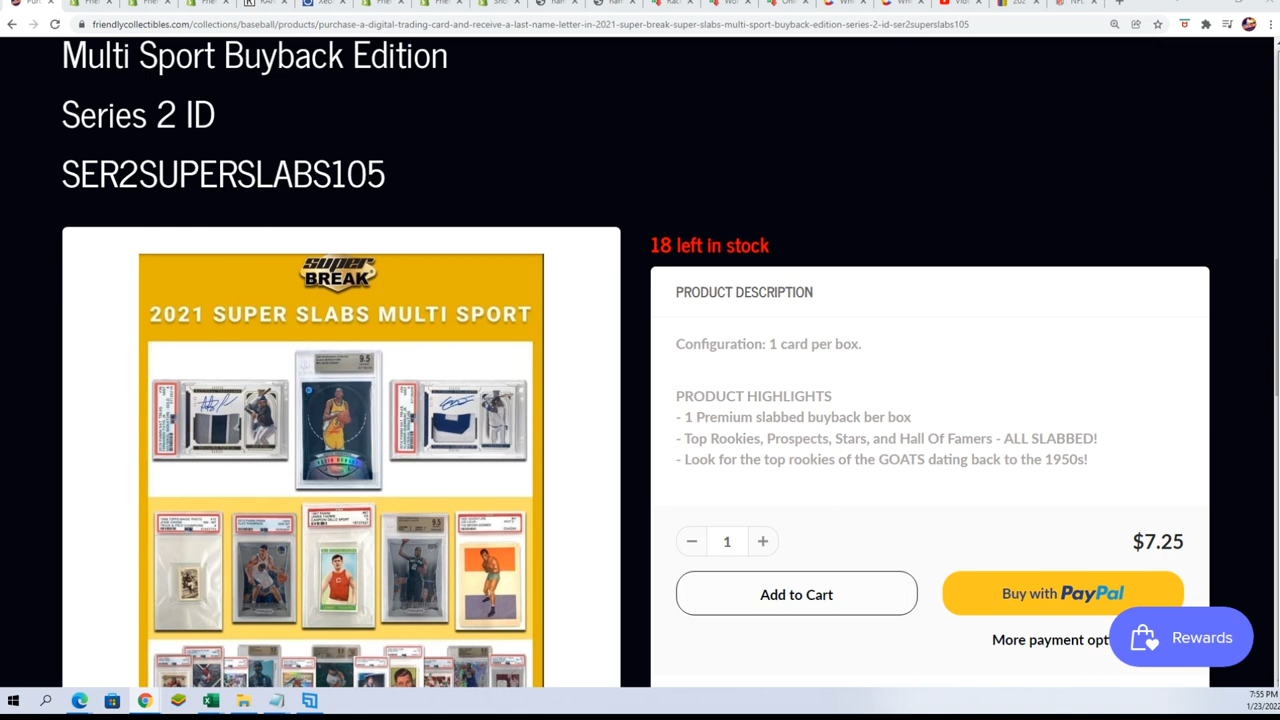 friendlycollectibles.com/collections/baseball/products/purchase-a-digital-trading-card-and-receive-a-last-name-letter-in-2021-super-break-super-slabs-multi-sport-buyback-edition-series-2-id-ser2superslabs105
Multi Sport Buyback Edition
Series 2 ID
SER2SUPERSLABS105
18 left in stock
SUPER
BREAK
2021 SUPER SLABS MULTI SPORT
9.5
9.5
PRODUCT DESCRIPTION
Configuration: 1 card per box.
PRODUCT HIGHLIGHTS
- 1 Premium slabbed buyback ber box
- Top Rookies, Prospects, Stars, and Hall Of Famers - ALL SLABBED!
- Look for the top rookies of the GOATS dating back to the 1950s!
1
$7.25
Add to Cart
Buy with PayPal
More payment opt
Rewards
7:55 PM
1/23/2022